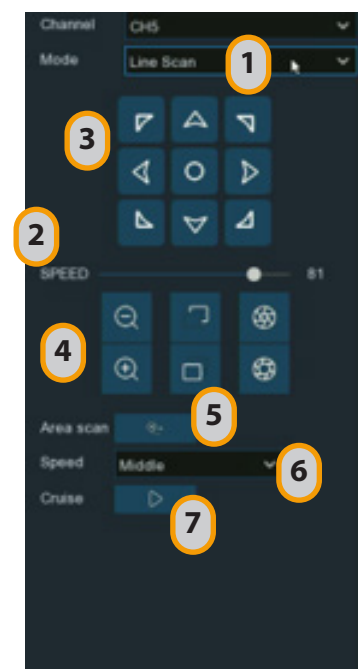 Channel CH5
Mode Line Scan 1
3
2
SPEED 81
4
Area scan 5
Speed Middle 6
Cruise 7